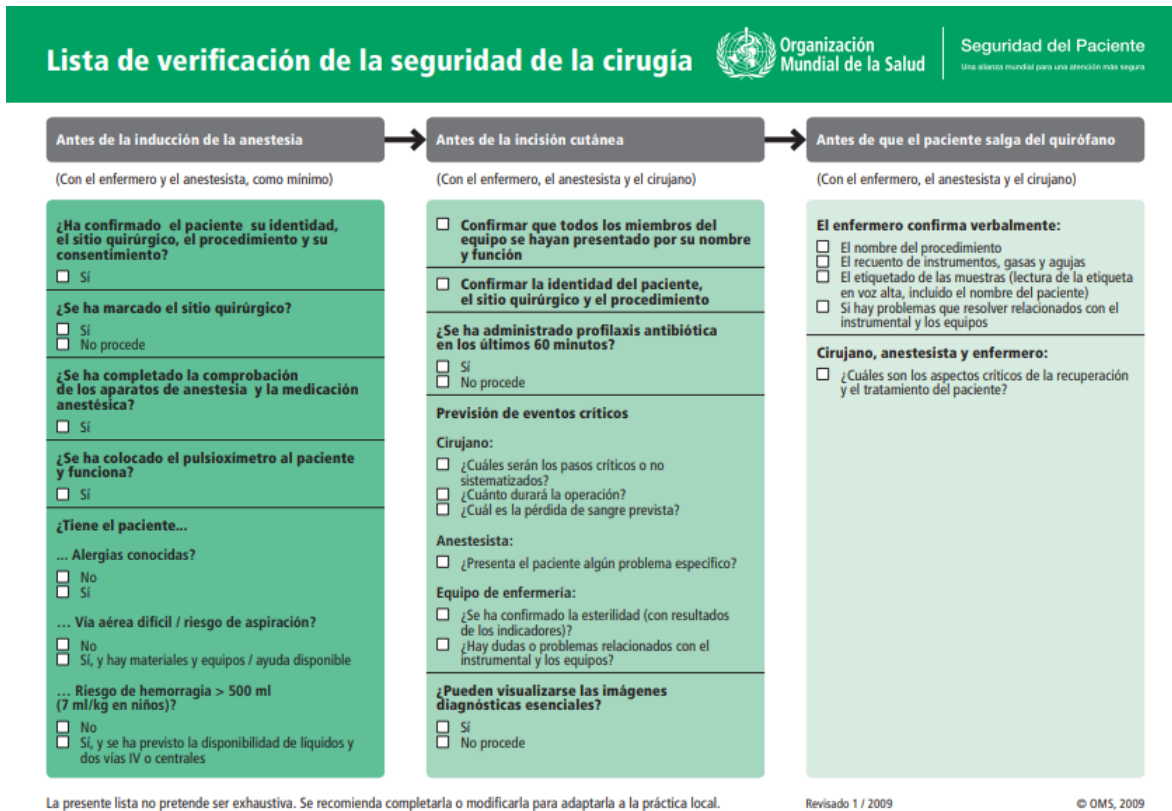 Lista de verificación de la seguridad de la cirugía
Organización
Mundial de la Salud
Seguridad del Paciente
Una alianza mundial para una atención más segura
Antes de la inducción de la anestesia
(Con el enfermero y el anestesista, como mínimo)
¿Ha confirmado el paciente su identidad,
el sitio quirúrgico, el procedimiento y su
consentimiento?
Sí
¿Se ha marcado el sitio quirúrgico?
Sí
No procede
¿Se ha completado la comprobación
de los aparatos de anestesia y la medicación
anestésica?
Sí
¿Se ha colocado el pulsioxímetro al paciente
y funciona?
Sí
¿Tiene el paciente...
... Alergias conocidas?
No
Sí
... Vía aérea difícil / riesgo de aspiración?
No
Sí, y hay materiales y equipos / ayuda disponible
... Riesgo de hemorragia > 500 ml
(7 ml/kg en niños)?
No
Sí, y se ha previsto la disponibilidad de líquidos y
dos vías IV o centrales
Antes de la incisión cutánea
(Con el enfermero, el anestesista y el cirujano)
Confirmar que todos los miembros del
equipo se hayan presentado por su nombre
y función
Confirmar la identidad del paciente,
el sitio quirúrgico y el procedimiento
¿Se ha administrado profilaxis antibiótica
en los últimos 60 minutos?
Sí
No procede
Previsión de eventos críticos
Cirujano:
¿Cuáles serán los pasos críticos o no
sistematizados?
¿Cuánto durará la operación?
¿Cuál es la pérdida de sangre prevista?
Anestesista:
¿Presenta el paciente algún problema específico?
Equipo de enfermería:
¿Se ha confirmado la esterilidad (con resultados
de los indicadores)?
¿Hay dudas o problemas relacionados con el
instrumental y los equipos?
¿Pueden visualizarse las imágenes
diagnósticas esenciales?
Sí
No procede
Antes de que el paciente salga del quirófano
(Con el enfermero, el anestesista y el cirujano)
El enfermero confirma verbalmente:
El nombre del procedimiento
El recuento de instrumentos, gasas y agujas
El etiquetado de las muestras (lectura de la etiqueta
en voz alta, incluido el nombre del paciente)
Si hay problemas que resolver relacionados con el
instrumental y los equipos
Cirujano, anestesista y enfermero:
¿Cuáles son los aspectos críticos de la recuperación
y el tratamiento del paciente?
La presente lista no pretende ser exhaustiva. Se recomienda completarla o modificarla para adaptarla a la práctica local.
Revisado 1 / 2009
© OMS, 2009